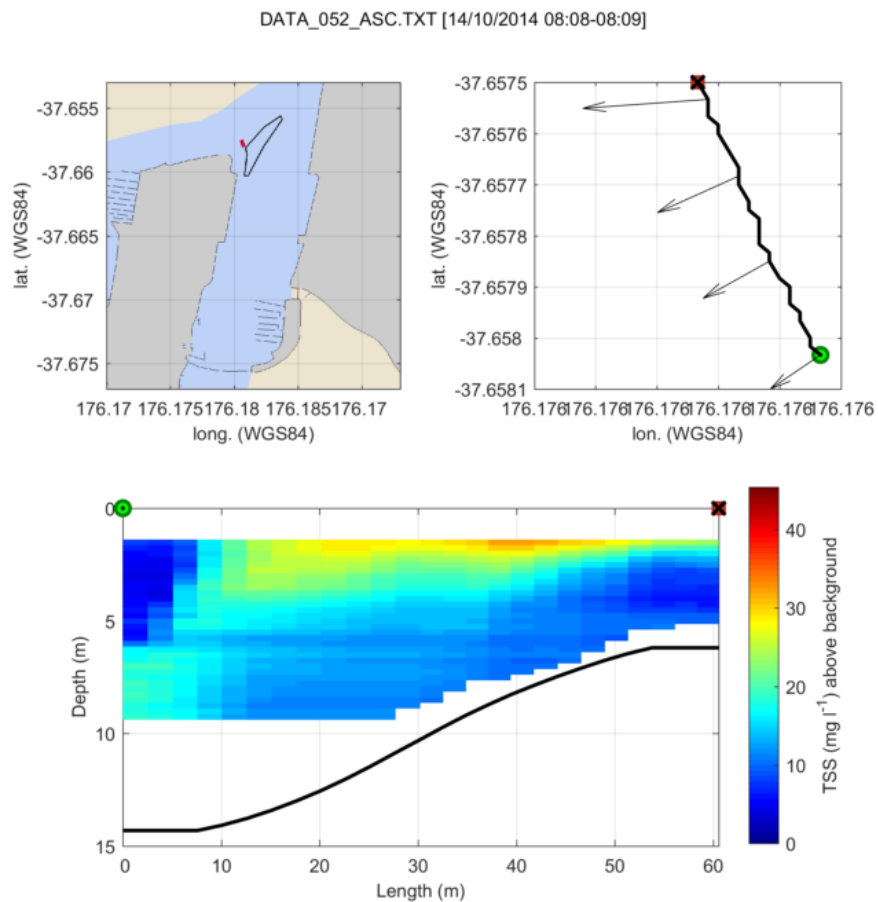 DATA_052_ASC.TXT [14/10/2014 08:08-08:09]
-37.655
-37.66
-37.665
-37.67
-37.675
lat. (WGS84)
176.17 176.175 176.18 176.185 176.17
long. (WGS84)
-37.6575
-37.6576
-37.6577
-37.6578
-37.6579
-37.658
-37.6581
lat. (WGS84)
176.176 176.176 176.176 176.176 176.176 176.176
lon. (WGS84)
0
5
10
15
Depth (m)
0 10 20 30 40 50 60
Length (m)
40
30
20
10
0
TSS (mg l-1) above background